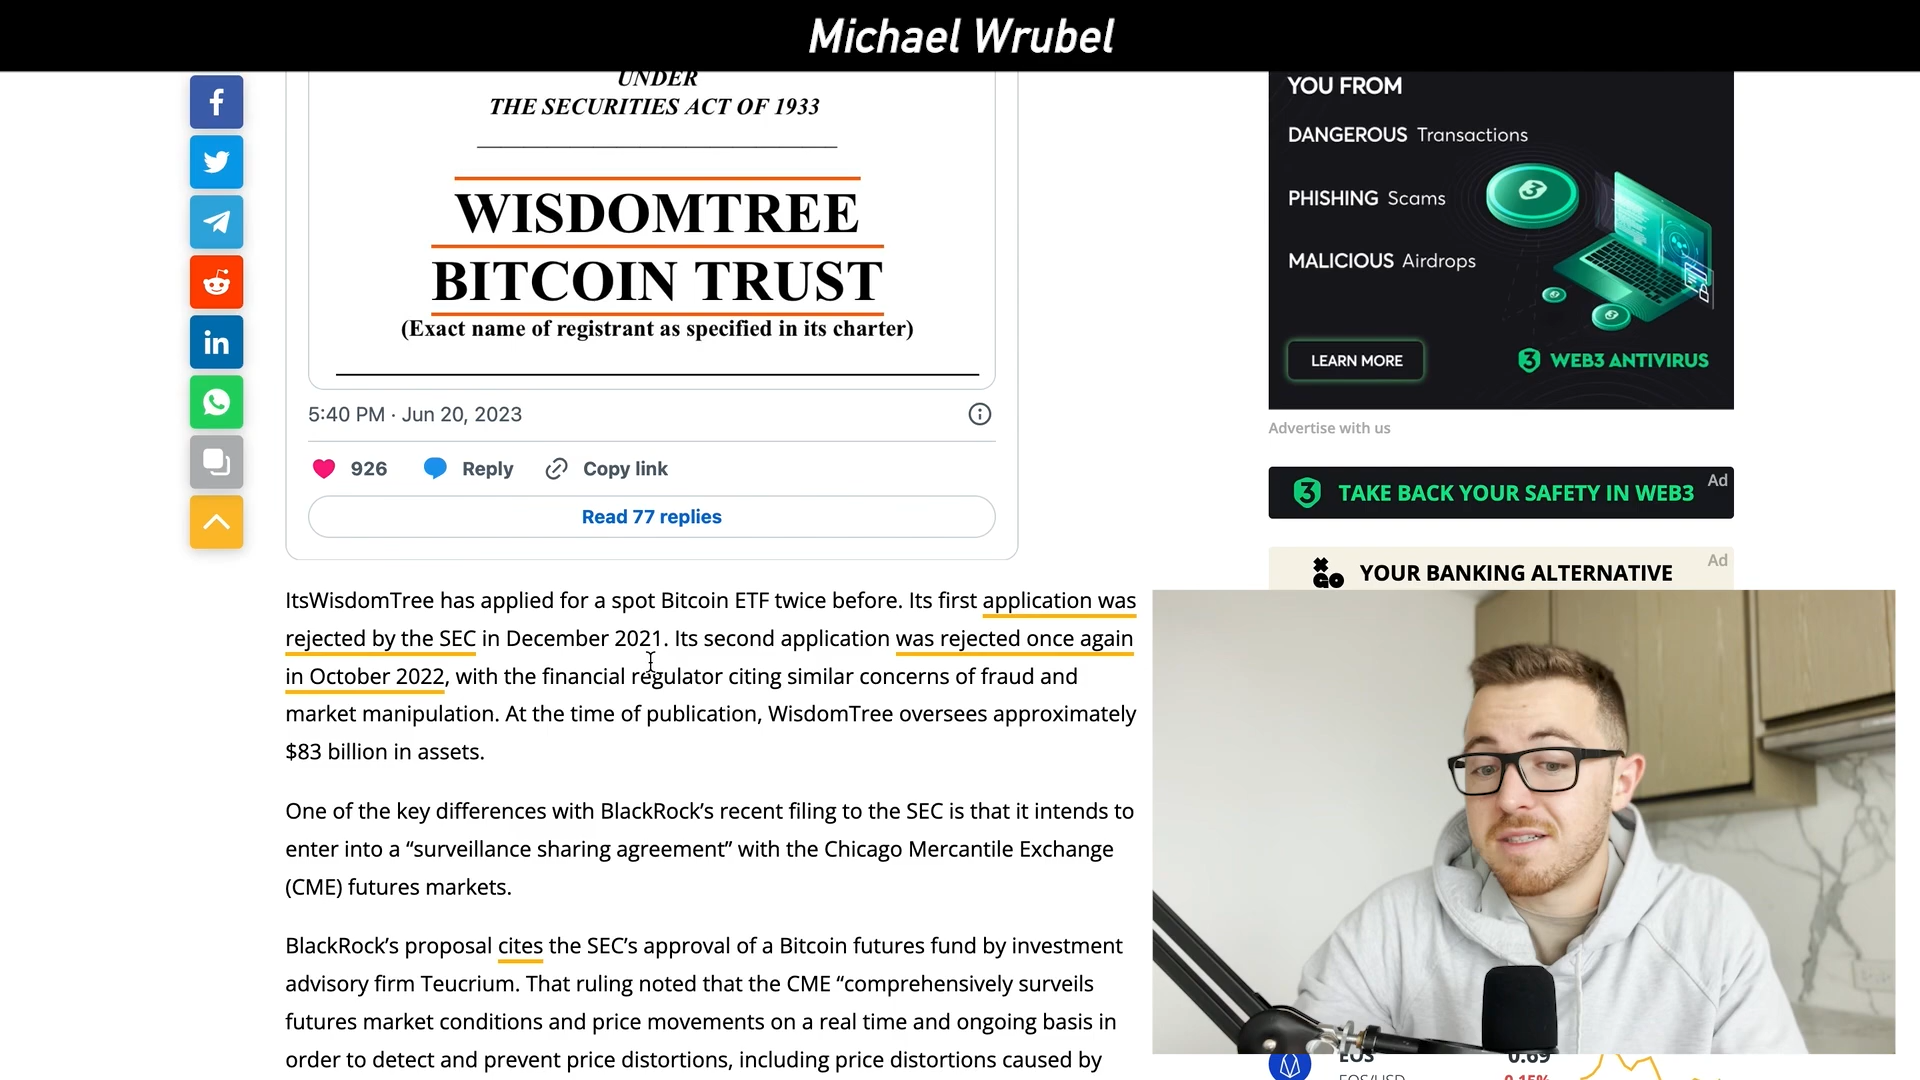 Michael Wrubel
UNDER
THE SECURITIES ACT OF 1933
WISDOMTREE
BITCOIN TRUST
(Exact name of registrant as specified in its charter)
5:40 PM · Jun 20, 2023
926 Reply Copy link
Read 77 replies
ItsWisdomTree has applied for a spot Bitcoin ETF twice before. Its first application was
rejected by the SEC in December 2021. Its second application was rejected once again
in October 2022, with the financial regulator citing similar concerns of fraud and
market manipulation. At the time of publication, WisdomTree oversees approximately
$83 billion in assets.
One of the key differences with BlackRock’s recent filing to the SEC is that it intends to
enter into a “surveillance sharing agreement” with the Chicago Mercantile Exchange
(CME) futures markets.
BlackRock’s proposal cites the SEC’s approval of a Bitcoin futures fund by investment
advisory firm Teucrium. That ruling noted that the CME “comprehensively surveils
futures market conditions and price movements on a real time and ongoing basis in
order to detect and prevent price distortions, including price distortions caused by
YOU FROM
DANGEROUS Transactions
PHISHING Scams
MALICIOUS Airdrops
LEARN MORE
3 WEB3 ANTIVIRUS
Advertise with us
3 TAKE BACK YOUR SAFETY IN WEB3 Ad
XGO YOUR BANKING ALTERNATIVE Ad
EOS 0.69
EOS/USD 0.15%